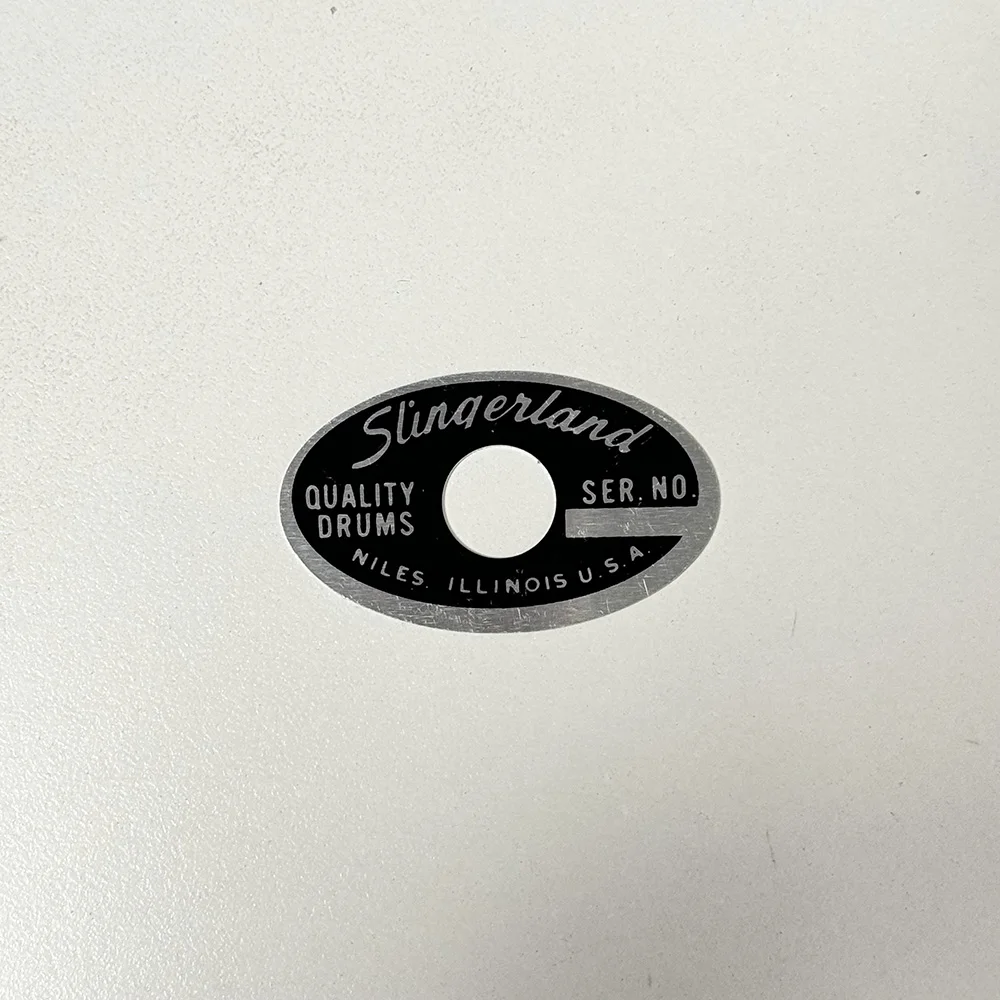 Slingerland
QUALITY
DRUMS
SER. NO.
NILES. ILLINOIS U.S.A.